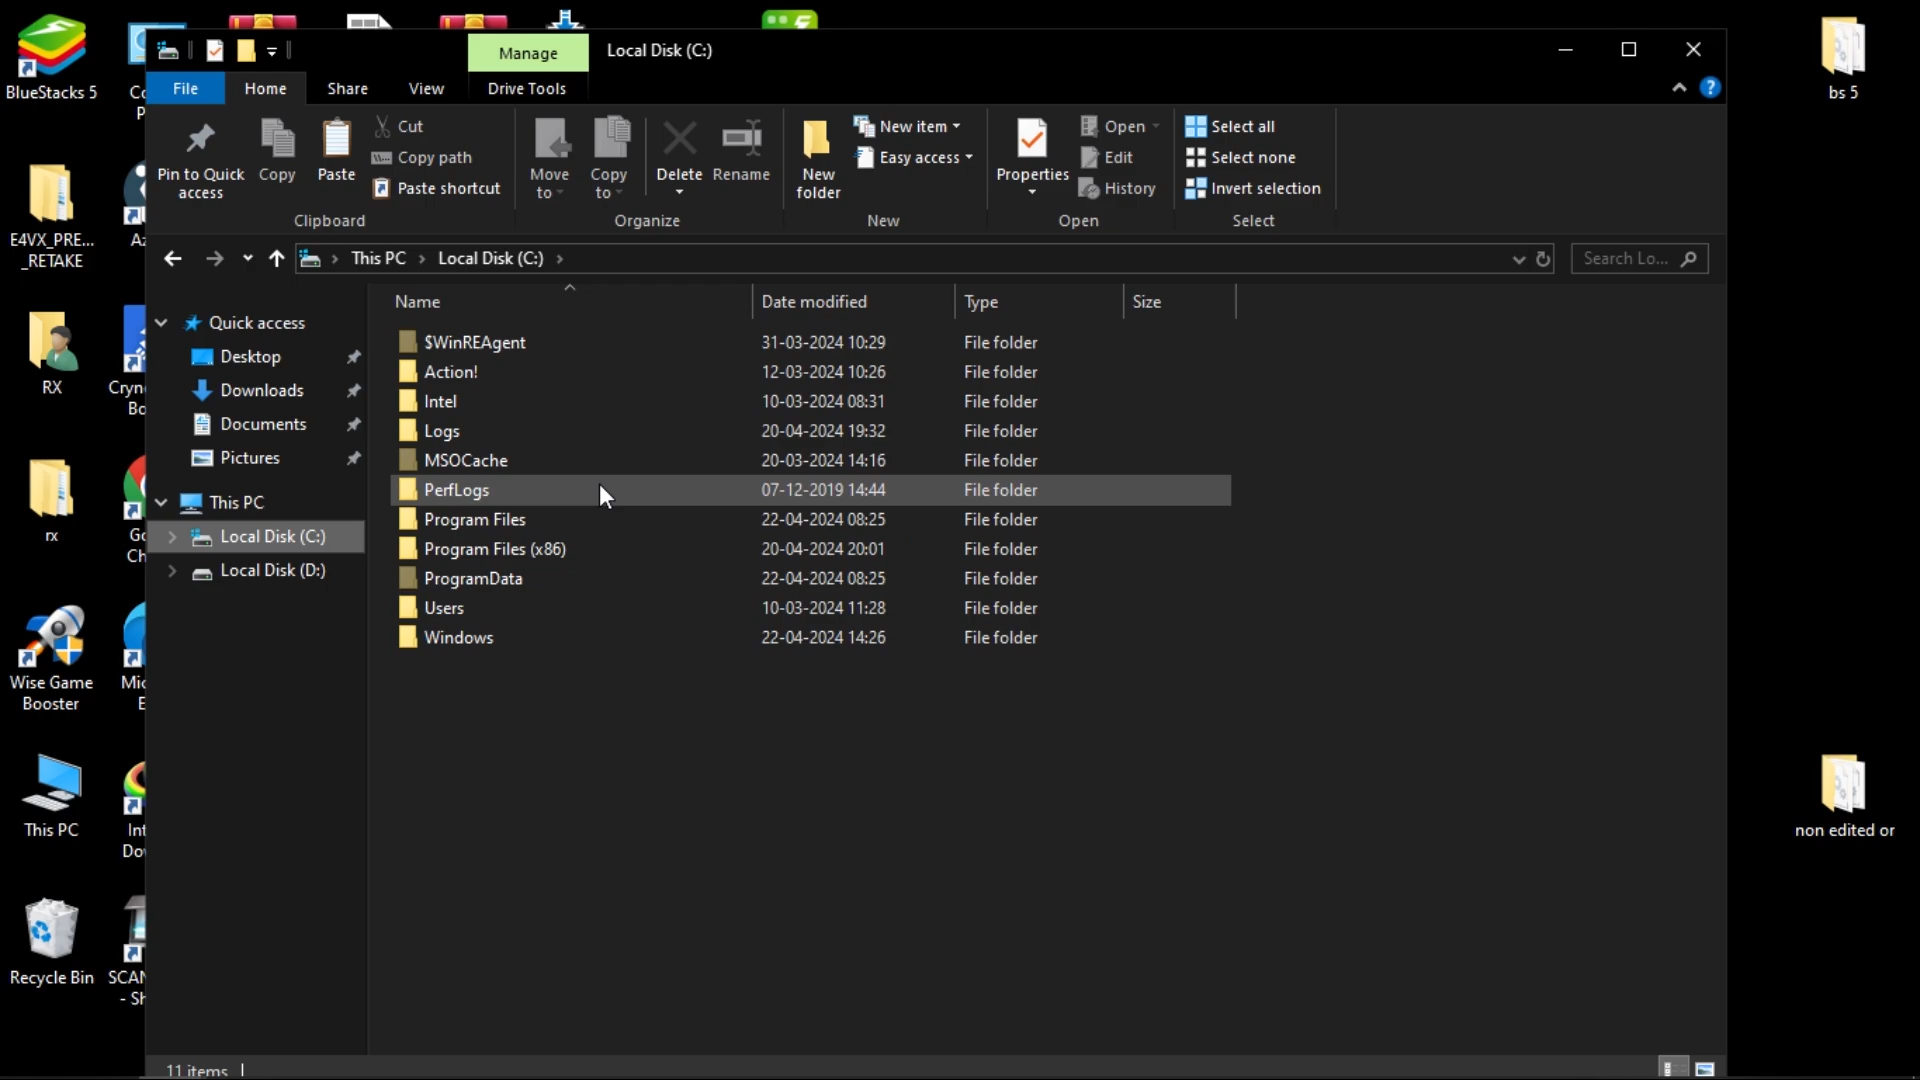 Manage
Local Disk (C:)
File
Home
Share
View
Drive Tools
Pin to Quick
access
Copy
Paste
Cut
Copy path
Paste shortcut
Clipboard
Move
to
Copy
to
Delete
Rename
Organize
New
folder
New item
Easy access
New
Properties
Open
Edit
History
Open
Select all
Select none
Invert selection
Select
This PC
Local Disk (C:)
Search Lo...
Quick access
Desktop
Downloads
Documents
Pictures
This PC
Local Disk (C:)
Local Disk (D:)
Name Date modified Type Size
$WinREAgent 31-03-2024 10:29 File folder
Action! 12-03-2024 10:26 File folder
Intel 10-03-2024 08:31 File folder
Logs 20-04-2024 19:32 File folder
MSOCache 20-03-2024 14:16 File folder
PerfLogs 07-12-2019 14:44 File folder
Program Files 22-04-2024 08:25 File folder
Program Files (x86) 20-04-2024 20:01 File folder
ProgramData 22-04-2024 08:25 File folder
Users 10-03-2024 11:28 File folder
Windows 22-04-2024 14:26 File folder
11 items
BlueStacks 5
E4VX_PRE...
_RETAKE
RX
rx
Wise Game
Booster
This PC
Recycle Bin
SCAN
- Sh
bs 5
non edited or